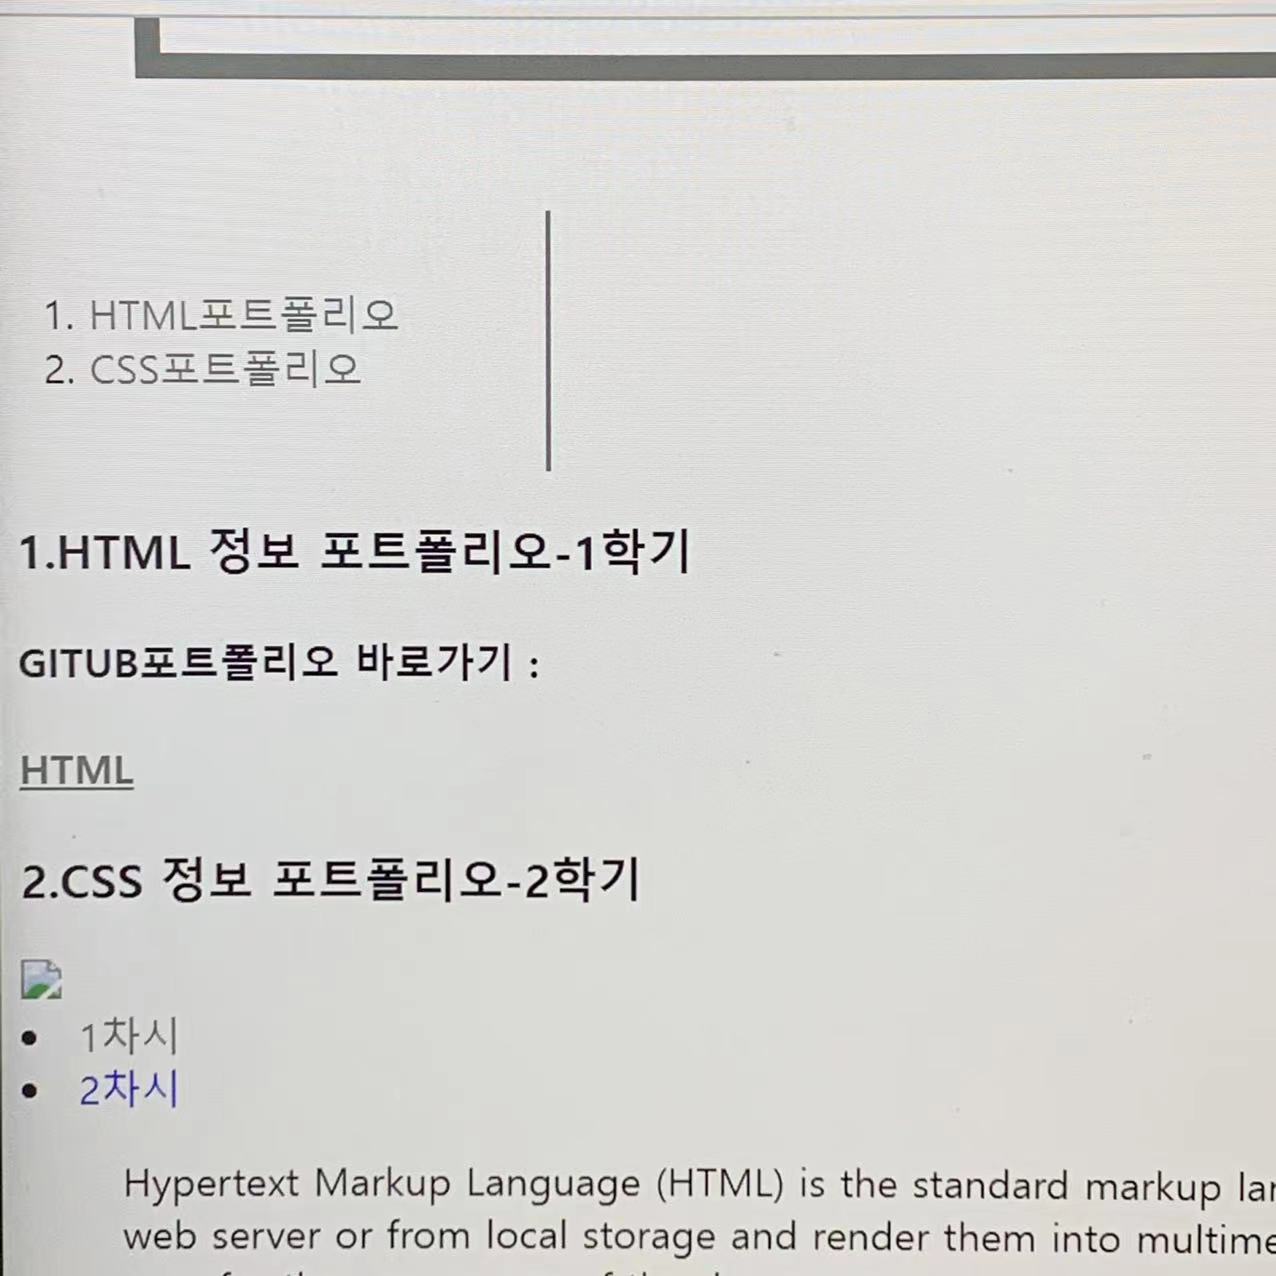 1. HTML포트폴리오
2. CSS포트폴리오
1.HTML 정보 포트폴리오-1학기
GITUB포트폴리오 바로가기 :
HTML
2.CSS 정보 포트폴리오-2학기
• 1차시
• 2차시
Hypertext Markup Language (HTML) is the standard markup
web server or from local storage and render them into